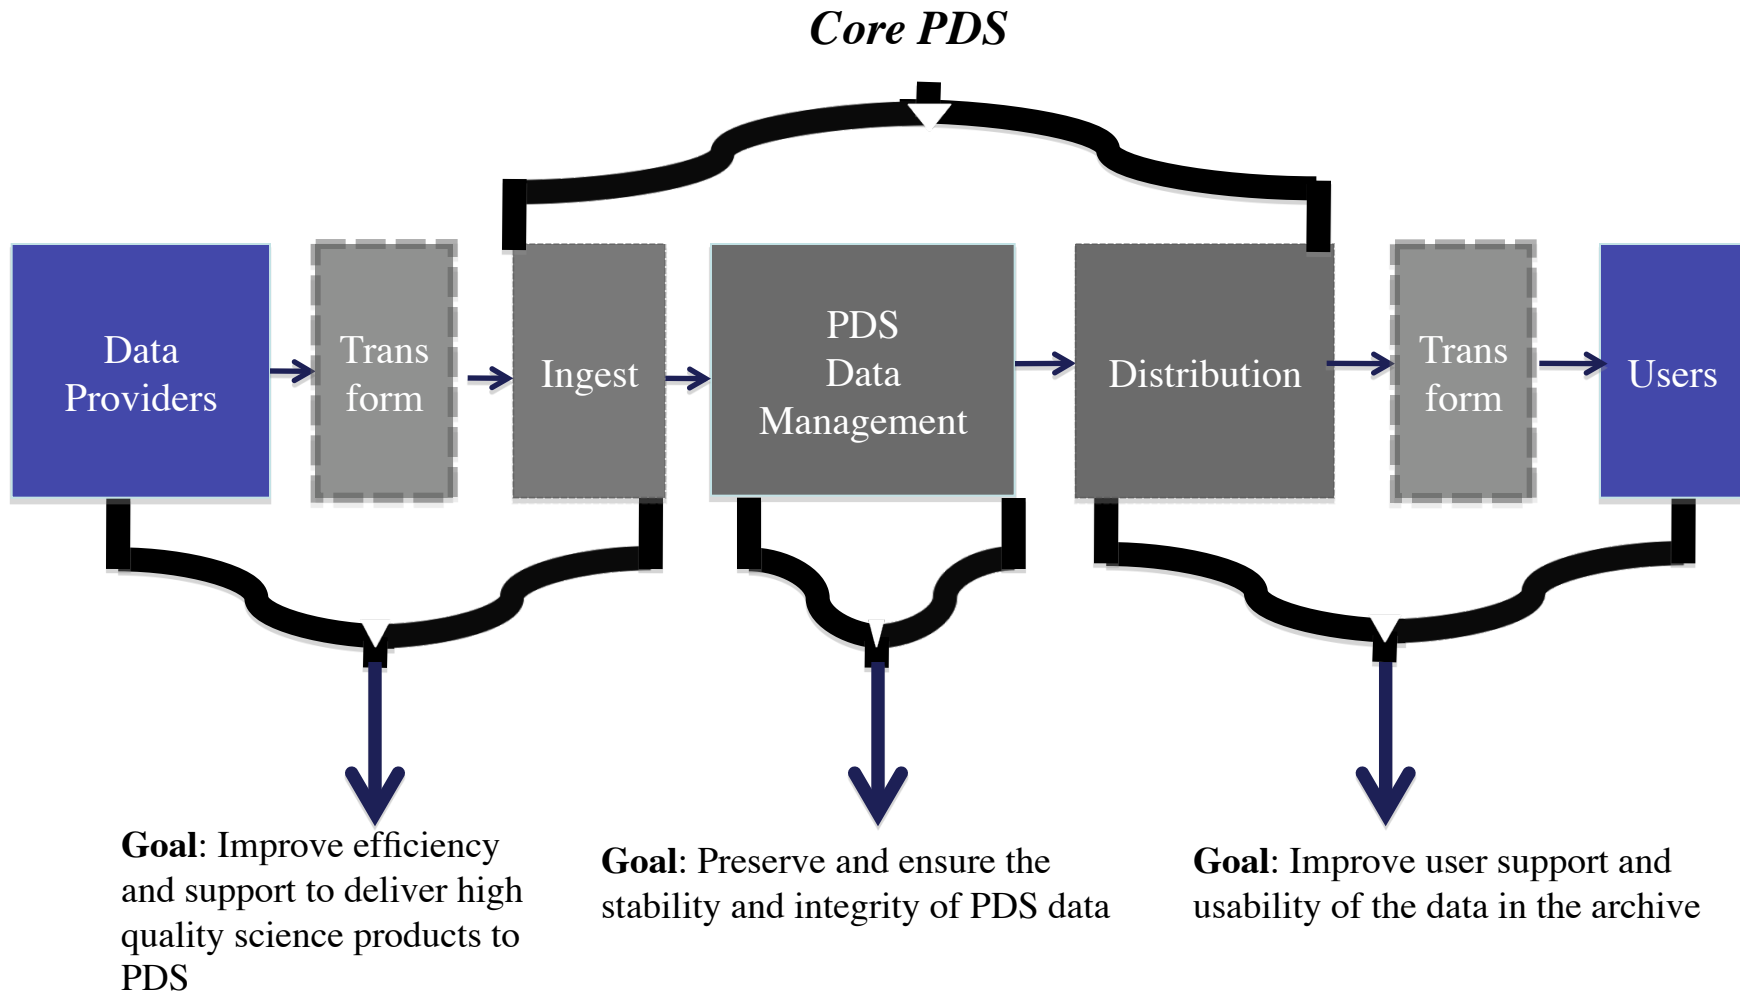 Core PDS
Data
Providers
Trans
form
Ingest
PDS
Data
Management
Distribution
Trans
form
Users
Goal: Improve efficiency
and support to deliver high
quality science products to
PDS
Goal: Preserve and ensure the
stability and integrity of PDS data
Goal: Improve user support and
usability of the data in the archive